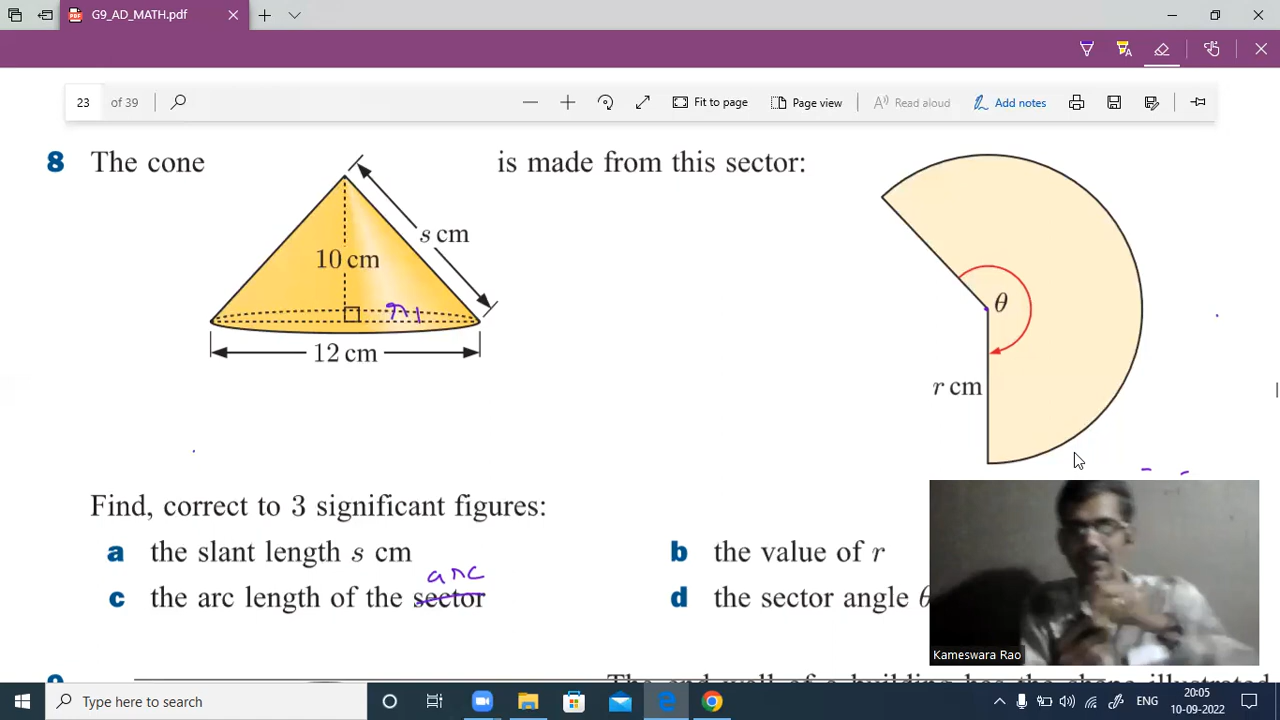 G9_AD_MATH.pdf
23 of 39
Fit to page
Page view
Read aloud
Add notes
8 The cone
is made from this sector:
s cm
10 cm
θ
12 cm
r cm
Find, correct to 3 significant figures:
a the slant length s cm
b the value of r
arc
c the arc length of the sector
d the sector angle θ
Kameswara Rao
Type here to search
ENG
20:05
10-09-2022